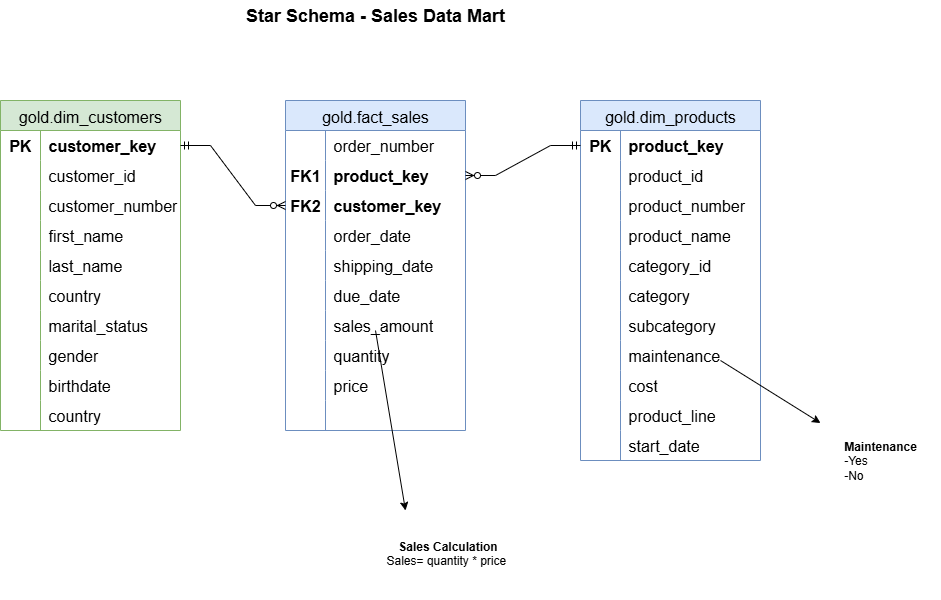 Star Schema - Sales Data Mart
gold.dim_customers
PK customer_key
customer_id
customer_number
first_name
last_name
country
marital_status
gender
birthdate
country
gold.fact_sales
order_number
FK1 product_key
FK2 customer_key
order_date
shipping_date
due_date
sales_amount
quantity
price
gold.dim_products
PK product_key
product_id
product_number
product_name
category_id
category
subcategory
maintenance
cost
product_line
start_date
Maintenance
-Yes
-No
Sales Calculation
Sales= quantity * price